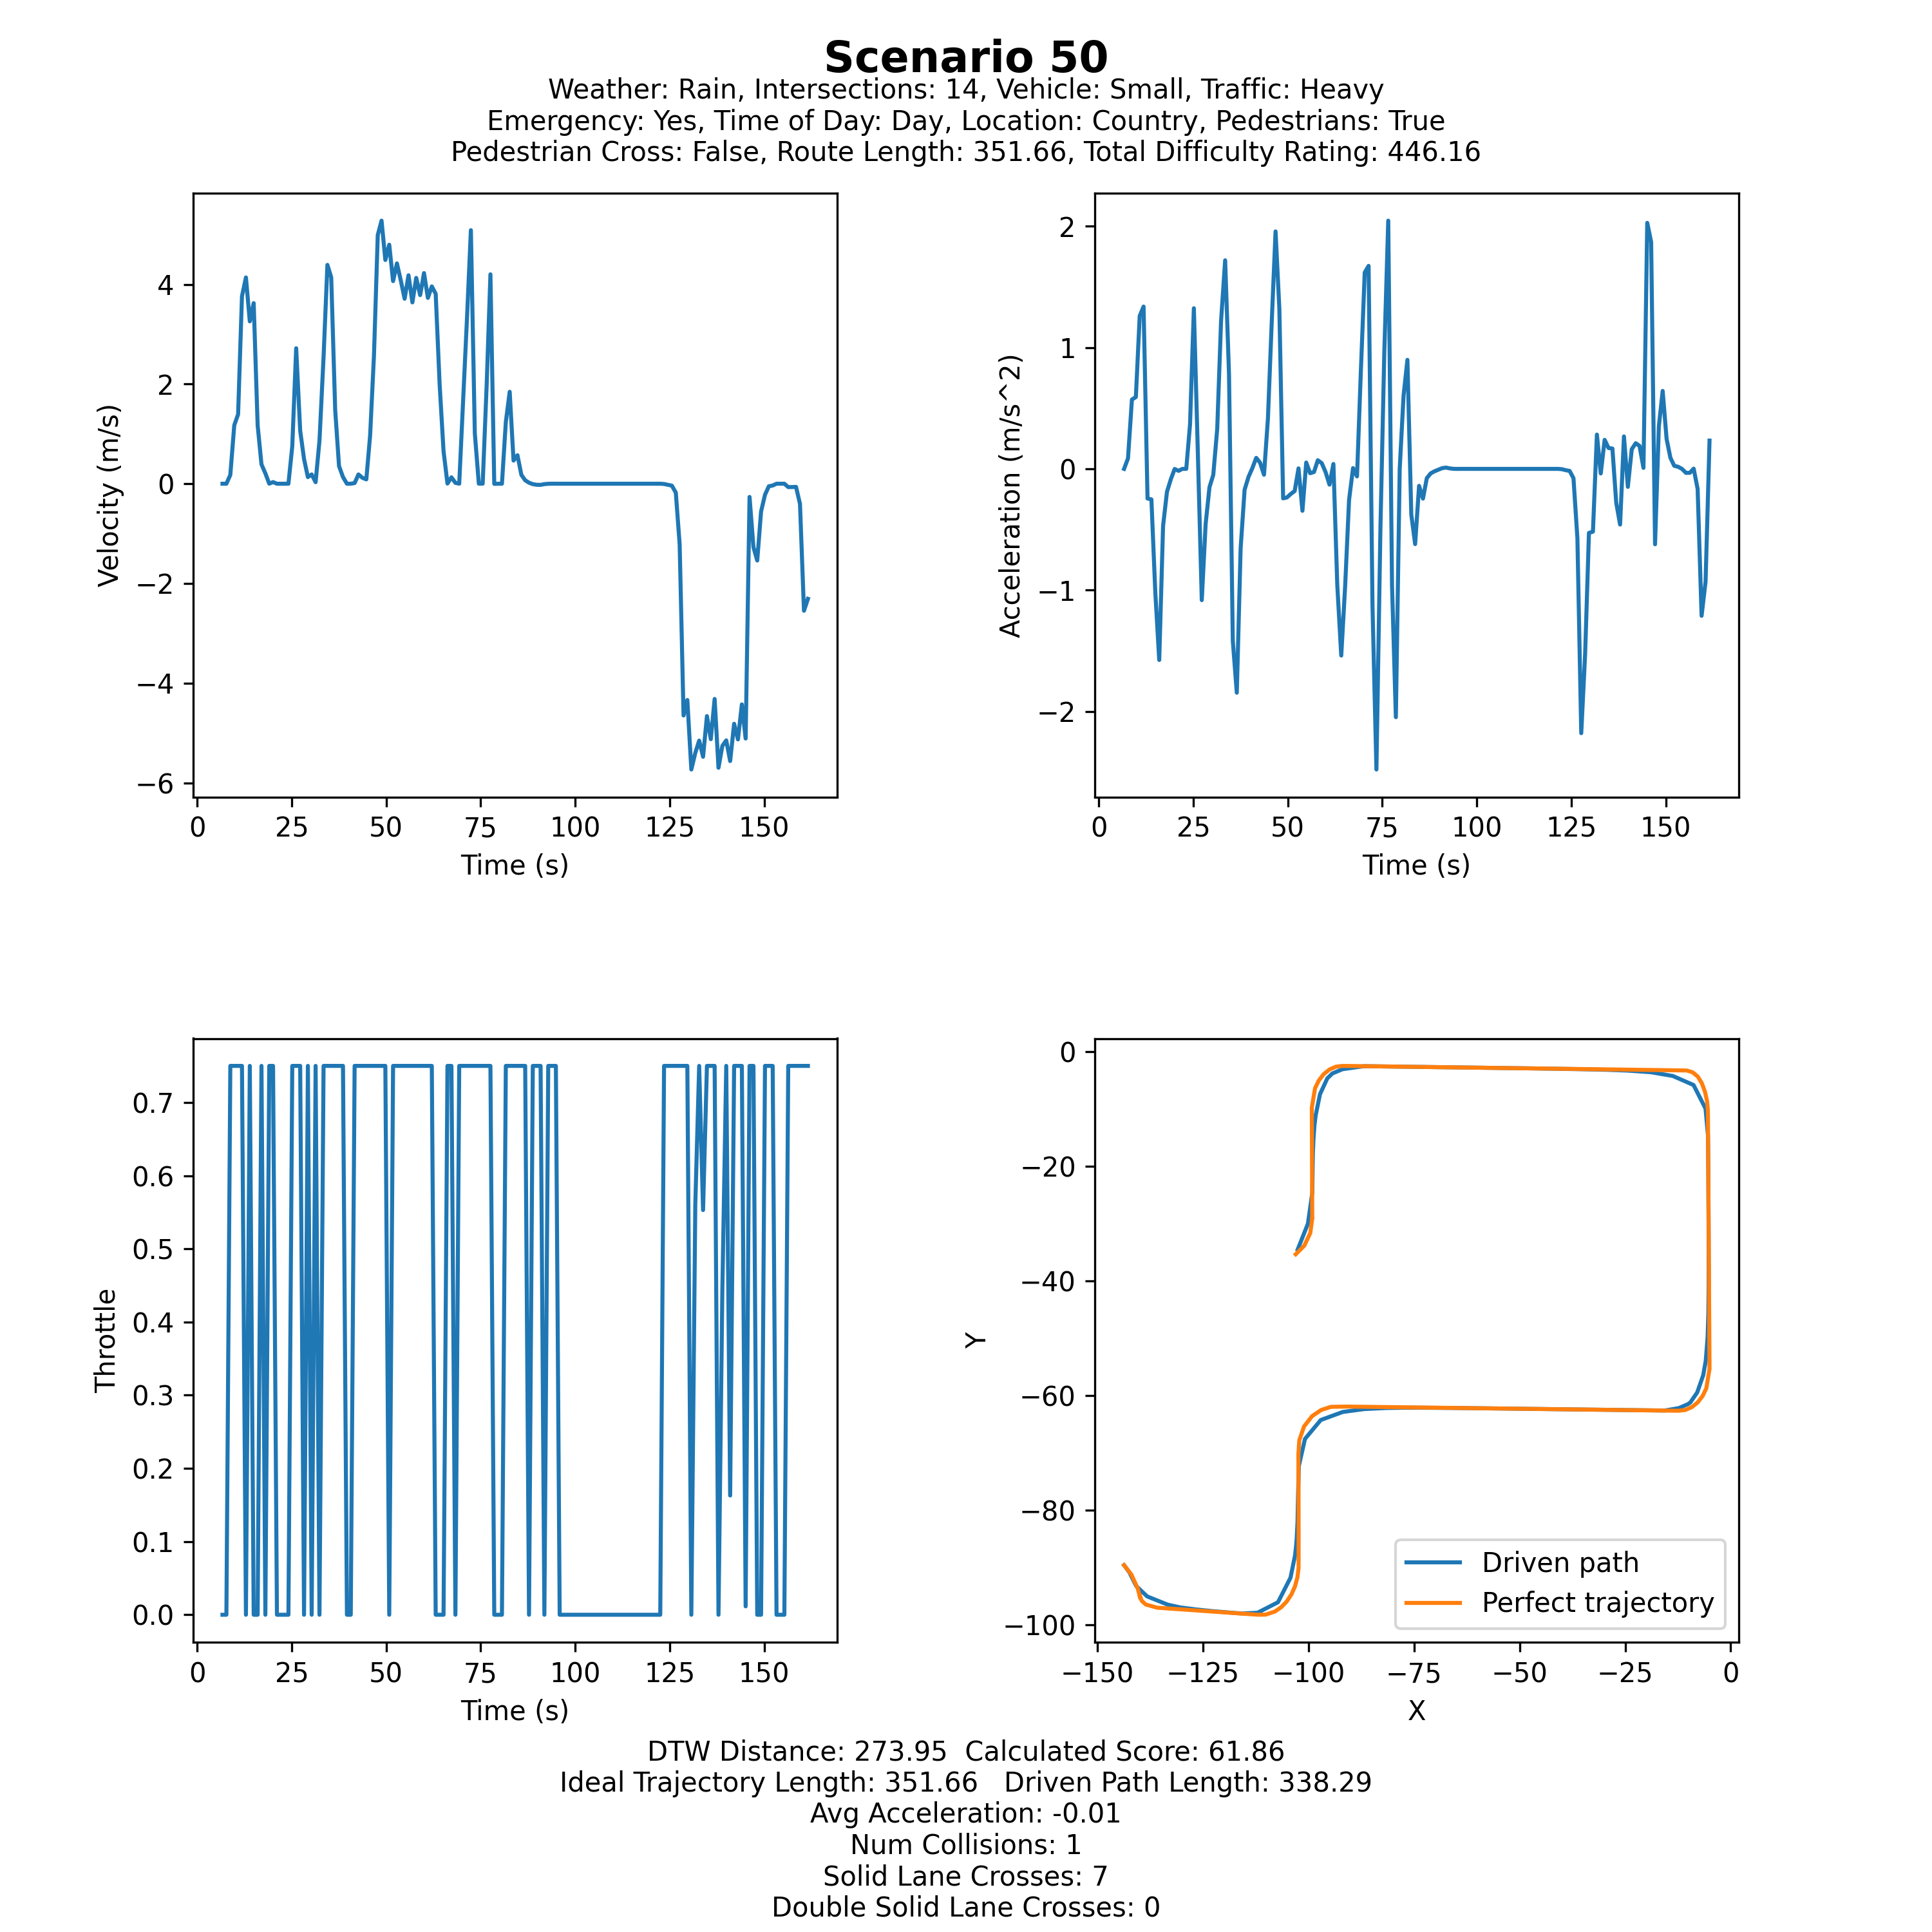 Scenario 50
Weather: Rain, Intersections: 14, Vehicle: Small, Traffic: Heavy
Emergency: Yes, Time of Day: Day, Location: Country, Pedestrians: True
Pedestrian Cross: False, Route Length: 351.66, Total Difficulty Rating: 446.16
Velocity (m/s)
4
2
0
−2
−4
−6
0 25 50 75 100 125 150
Time (s)
Acceleration (m/s^2)
2
1
0
−1
−2
0 25 50 75 100 125 150
Time (s)
Throttle
0.7
0.6
0.5
0.4
0.3
0.2
0.1
0.0
0 25 50 75 100 125 150
Time (s)
Y
0
−20
−40
−60
−80
−100
Driven path
Perfect trajectory
−150 −125 −100 −75 −50 −25 0
X
DTW Distance: 273.95 Calculated Score: 61.86
Ideal Trajectory Length: 351.66 Driven Path Length: 338.29
Avg Acceleration: -0.01
Num Collisions: 1
Solid Lane Crosses: 7
Double Solid Lane Crosses: 0